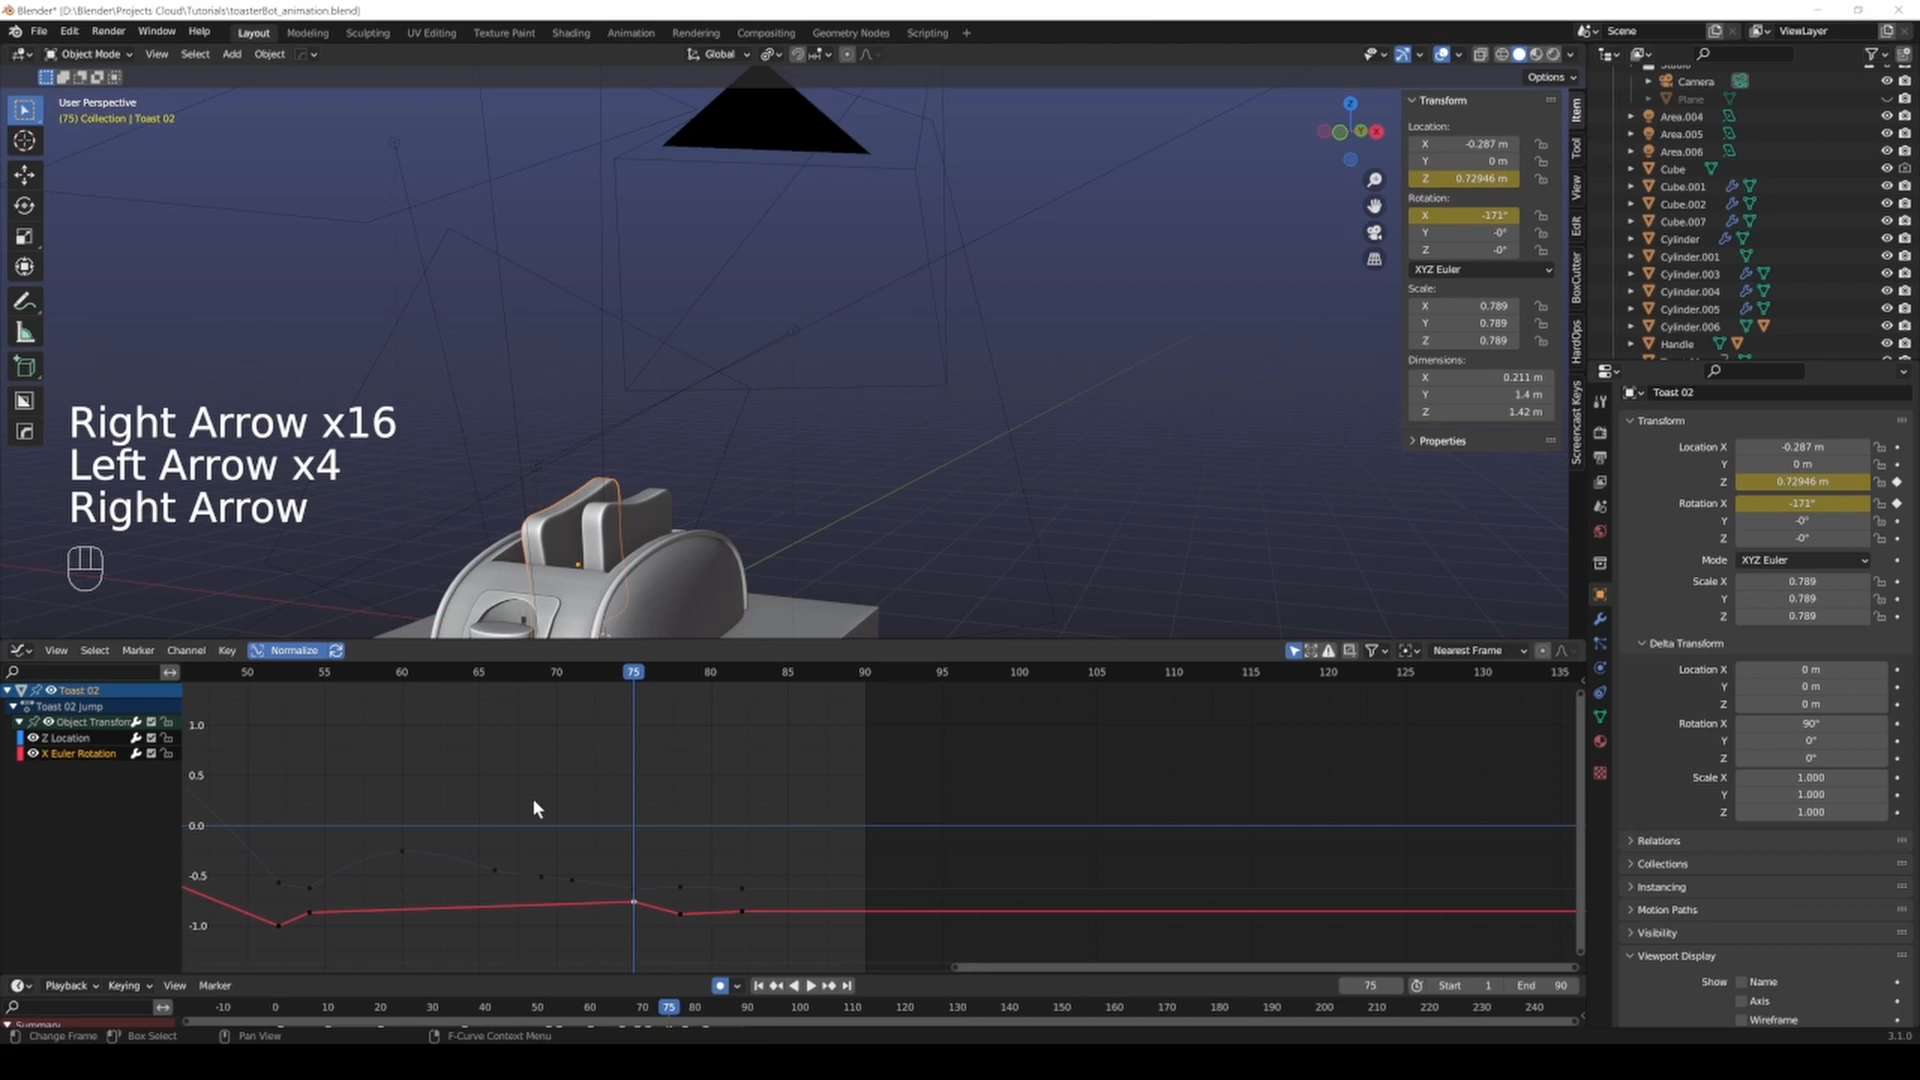 Blender* [D:\Blender\Projects Cloud\Tutorials\toasterBot_animation.blend]
File Edit Render Window Help Layout Modeling Sculpting UV Editing Texture Paint Shading Animation Rendering Compositing Geometry Nodes Scripting + Scene ViewLayer
Object Mode View Select Add Object Global
Options
User Perspective
(75) Collection | Toast 02
Transform
Location:
X -0.287 m
Y 0 m
Z 0.72946 m
Rotation:
X -171°
Y -0°
Z -0°
XYZ Euler
Scale:
X 0.789
Y 0.789
Z 0.789
Dimensions:
X 0.211 m
Y 1.4 m
Z 1.42 m
Properties
Item
Tool
View
Edit
BoxCutter
HardOps
Screencast Keys
Z
Y
X
Right Arrow x16
Left Arrow x4
Right Arrow
Camera
Plane
Area.004
Area.005
Area.006
Cube
Cube.001
Cube.002
Cube.007
Cylinder
Cylinder.001
Cylinder.003
Cylinder.004
Cylinder.005
Cylinder.006
Handle
Toast 02
Transform
Location X -0.287 m
Y 0 m
Z 0.72946 m
Rotation X -171°
Y -0°
Z -0°
Mode XYZ Euler
Scale X 0.789
Y 0.789
Z 0.789
Delta Transform
Location X 0 m
Y 0 m
Z 0 m
Rotation X 90°
Y 0°
Z 0°
Scale X 1.000
Y 1.000
Z 1.000
Relations
Collections
Instancing
Motion Paths
Visibility
Viewport Display
Show Name
Axis
Wireframe
View Select Marker Channel Key Normalize Nearest Frame
50 55 60 65 70 75 80 85 90 95 100 105 110 115 120 125 130 135
Toast 02
Toast 02 Jump
Object Transform
Z Location
X Euler Rotation
1.0
0.5
0.0
-0.5
-1.0
Playback Keying View Marker 75 Start 1 End 90
-10 0 10 20 30 40 50 60 70 75 80 90 100 110 120 130 140 150 160 170 180 190 200 210 220 230 240
Summary
Change Frame Box Select Pan View F-Curve Context Menu 3.1.0